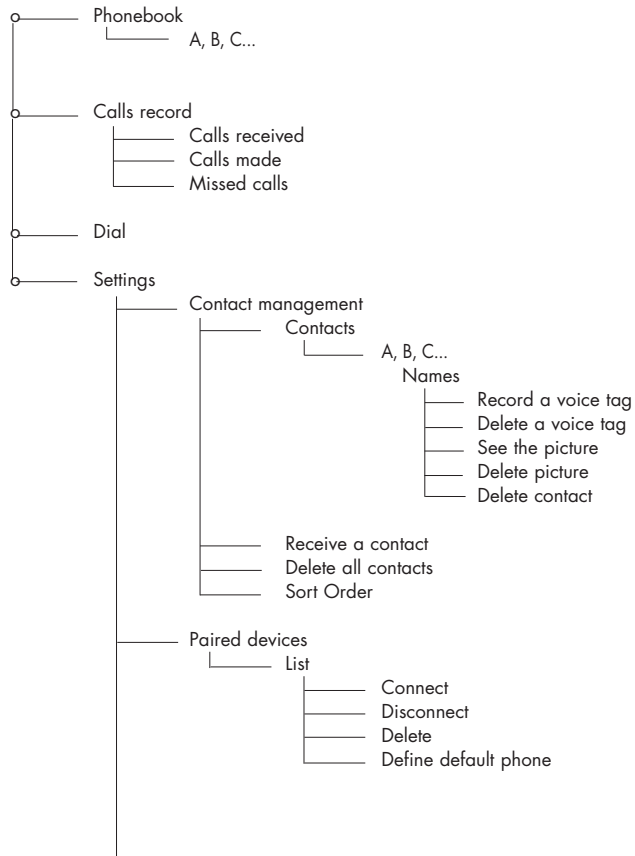 Phonebook
A, B, C...
Calls record
Calls received
Calls made
Missed calls
Dial
Settings
Contact management
Contacts
A, B, C...
Names
Record a voice tag
Delete a voice tag
See the picture
Delete picture
Delete contact
Receive a contact
Delete all contacts
Sort Order
Paired devices
List
Connect
Disconnect
Delete
Define default phone